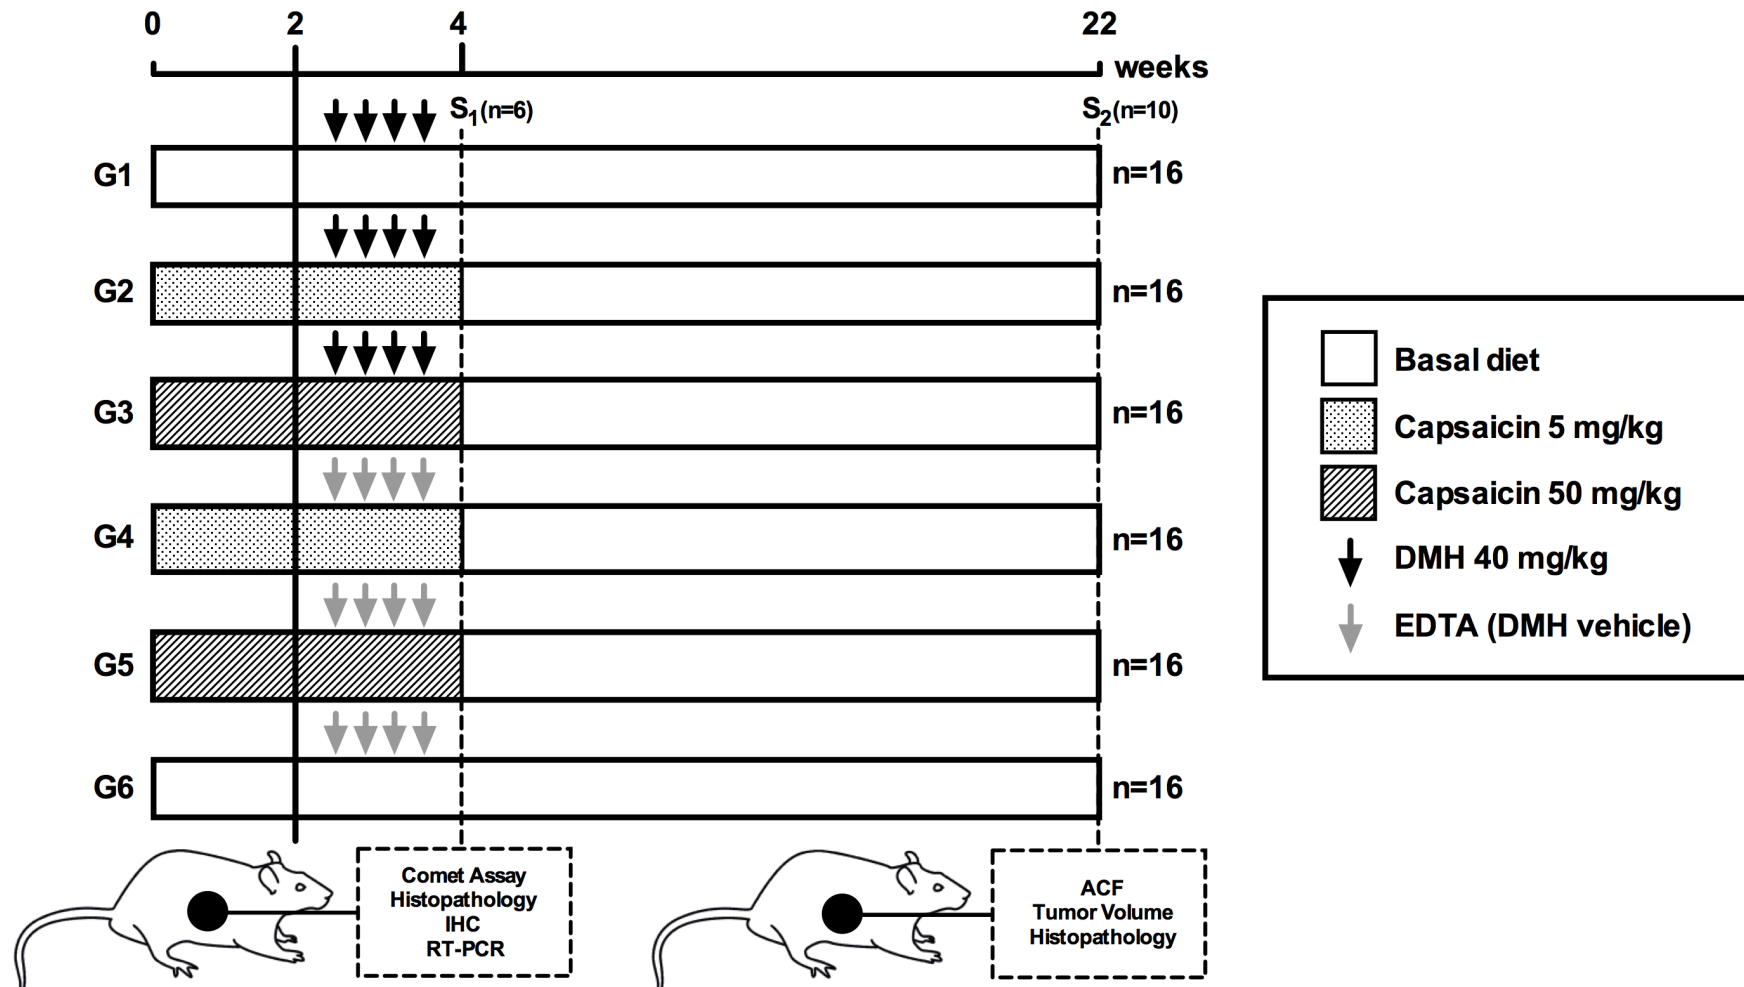 0 2 4 22
weeks
S1(n=6) S2(n=10)
G1 n=16
G2 n=16
G3 n=16
G4 n=16
G5 n=16
G6 n=16
Basal diet
Capsaicin 5 mg/kg
Capsaicin 50 mg/kg
DMH 40 mg/kg
EDTA (DMH vehicle)
Comet Assay
Histopathology
IHC
RT-PCR
ACF
Tumor Volume
Histopathology